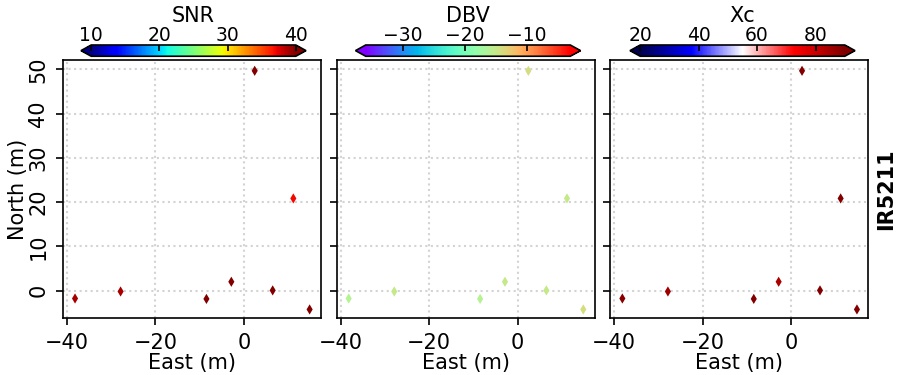 SNR DBV Xc
10 20 30 40 −30 −20 −10 20 40 60 80
50
40
30
20
10
0
North (m)
−40 −20 0 −40 −20 0 −40 −20 0
East (m) East (m) East (m)
IR5211